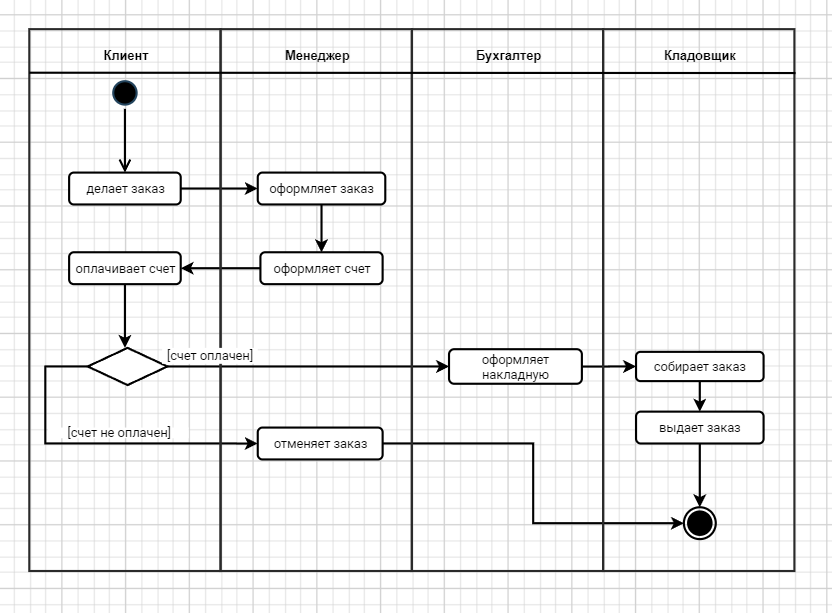 Клиент
Менеджер
Бухгалтер
Кладовщик
делает заказ
оформляет заказ
оплачивает счет
оформляет счет
[счет оплачен]
оформляет
накладную
собирает заказ
[счет не оплачен]
отменяет заказ
выдает заказ